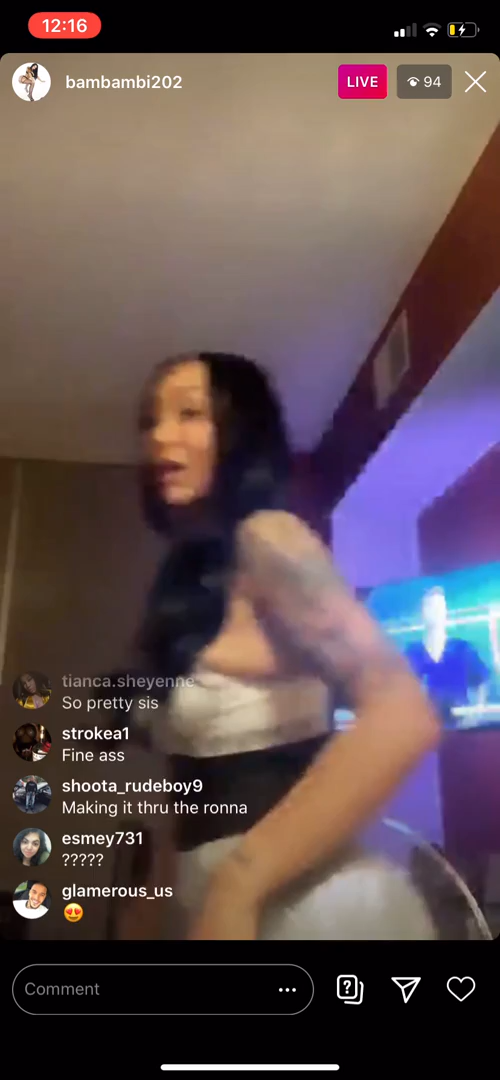 12:16
bambambi202
LIVE
94
tianca.sheyenne
So pretty sis
strokea1
Fine ass
shoota_rudeboy9
Making it thru the ronna
esmey731
?????
glamerous_us
😍
Comment